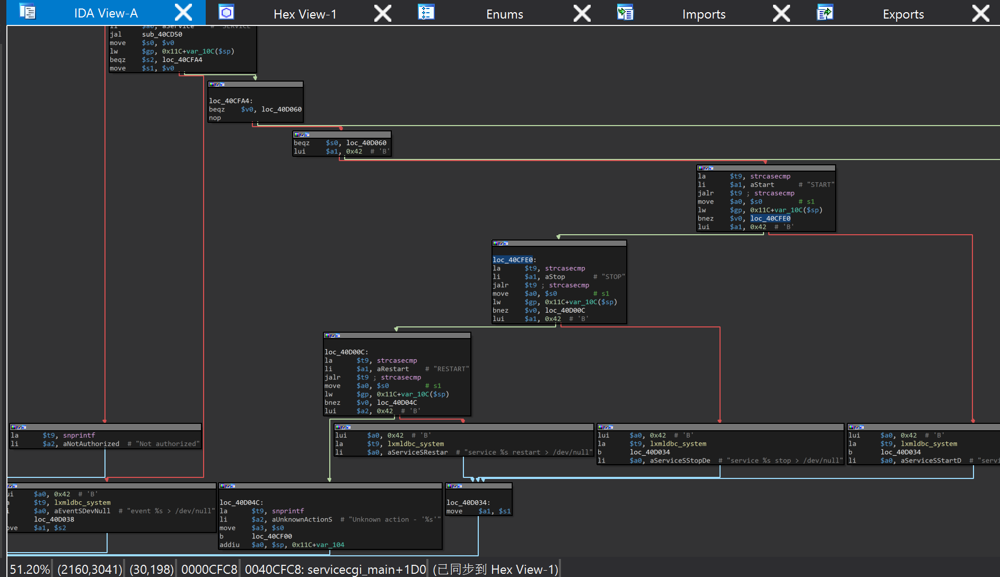 IDA View-A
Hex View-1
Enums
Imports
Exports
li $a0, aService # "SERVICE"
jal sub_40CD50
move $s0, $v0
lw $gp, 0x11C+var_10C($sp)
beqz $s2, loc_40CFA4
move $s1, $v0
loc_40CFA4:
beqz $v0, loc_40D060
nop
beqz $s0, loc_40D060
lui $a1, 0x42 # 'B'
la $t9, strcasecmp
li $a1, aStart # "START"
jalr $t9 ; strcasecmp
move $a0, $s0 # s1
lw $gp, 0x11C+var_10C($sp)
bnez $v0, loc_40CFE0
lui $a1, 0x42 # 'B'
loc_40CFE0:
la $t9, strcasecmp
li $a1, aStop # "STOP"
jalr $t9 ; strcasecmp
move $a0, $s0 # s1
lw $gp, 0x11C+var_10C($sp)
bnez $v0, loc_40D00C
lui $a1, 0x42 # 'B'
loc_40D00C:
la $t9, strcasecmp
li $a1, aRestart # "RESTART"
jalr $t9 ; strcasecmp
move $a0, $s0 # s1
lw $gp, 0x11C+var_10C($sp)
bnez $v0, loc_40D04C
lui $a2, 0x42 # 'B'
la $t9, snprintf
li $a2, aNotAuthorized # "Not authorized"
lui $a0, 0x42 # 'B'
la $t9, lxmldbc_system
li $a0, aServiceSRestar # "service %s restart > /dev/null"
lui $a0, 0x42 # 'B'
la $t9, lxmldbc_system
b loc_40D034
li $a0, aServiceSStopDe # "service %s stop > /dev/null"
lui $a0, 0x42 # 'B'
la $t9, lxmldbc_system
b loc_40D034
li $a0, aServiceSStartD # "servi
ui $a0, 0x42 # 'B'
a $t9, lxmldbc_system
i $a0, aEventSDevNull # "event %s > /dev/null"
loc_40D038
ove $a1, $s2
loc_40D04C:
la $t9, snprintf
li $a2, aUnknownActionS # "Unknown action - '%s'"
move $a3, $s0
b loc_40CF00
addiu $a0, $sp, 0x11C+var_104
loc_40D034:
move $a1, $s1
51.20% (2160,3041) (30,198) 0000CFC8 0040CFC8: servicecgi_main+1D0 (已同步到 Hex View-1)